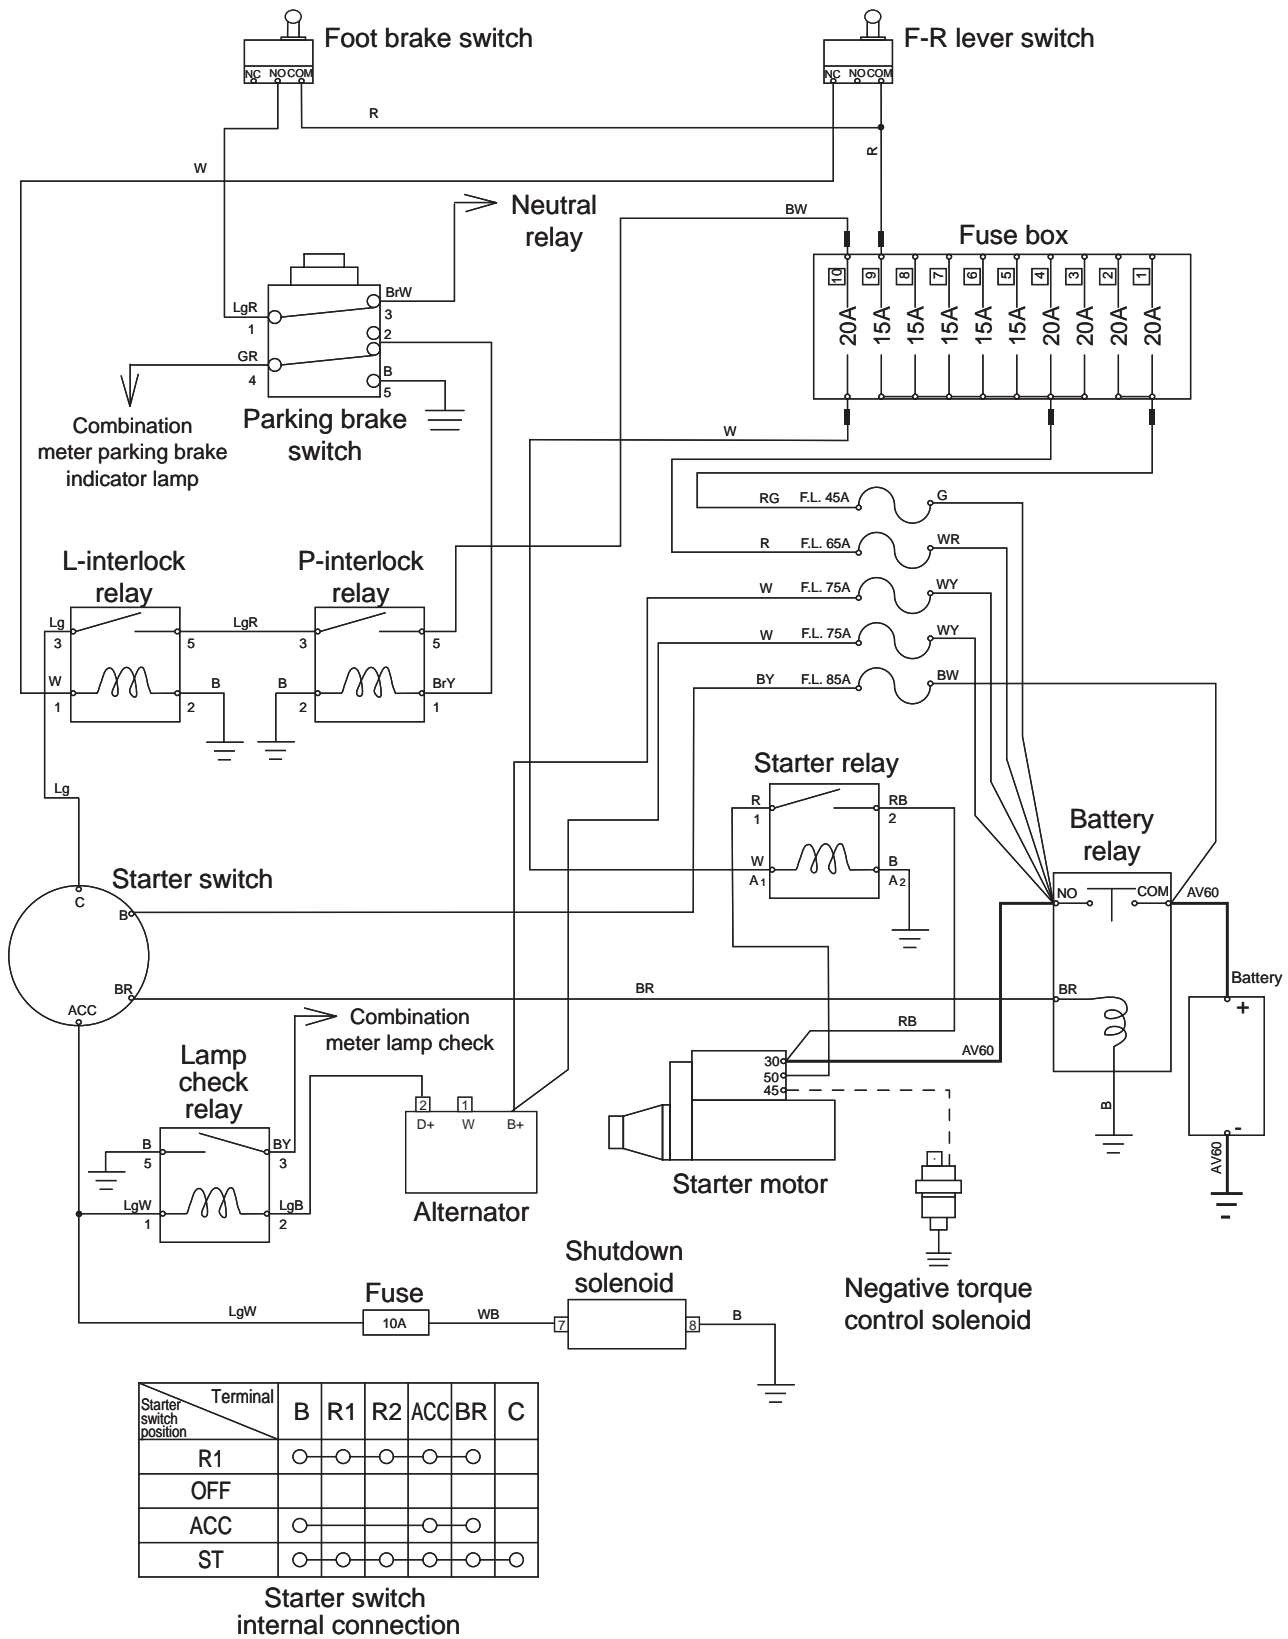 Foot brake switch
NC NO COM
F-R lever switch
NC NO COM
R
R
W
Neutral
relay
BW
Fuse box
10 9 8 7 6 5 4 3 2 1
20A 15A 15A 15A 15A 15A 20A 20A 20A 20A
LgR
1
BrW
3
2
GR
4
B
5
Parking brake
switch
Combination
meter parking brake
indicator lamp
W
RG F.L. 45A G
R F.L. 65A WR
W F.L. 75A WY
W F.L. 75A WY
BY F.L. 85A BW
L-interlock
relay
Lg
3
LgR
5
W
1
B
2
P-interlock
relay
3
5
B
2
BrY
1
Lg
Starter relay
R
1
RB
2
W
A1
B
A2
Battery
relay
NO COM
AV60
BR
B
Battery
+
-
AV60
Starter switch
C
B
BR
ACC
BR
RB
AV60
Combination
meter lamp check
Lamp
check
relay
B
5
BY
3
LgW
1
LgB
2
2 1
D+ W B+
Alternator
30
50
45
Starter motor
Negative torque
control solenoid
Shutdown
solenoid
Fuse
LgW
10A
WB
7 8
B
Terminal
Starter
switch
position
B R1 R2 ACC BR C
R1
OFF
ACC
ST
Starter switch
internal connection